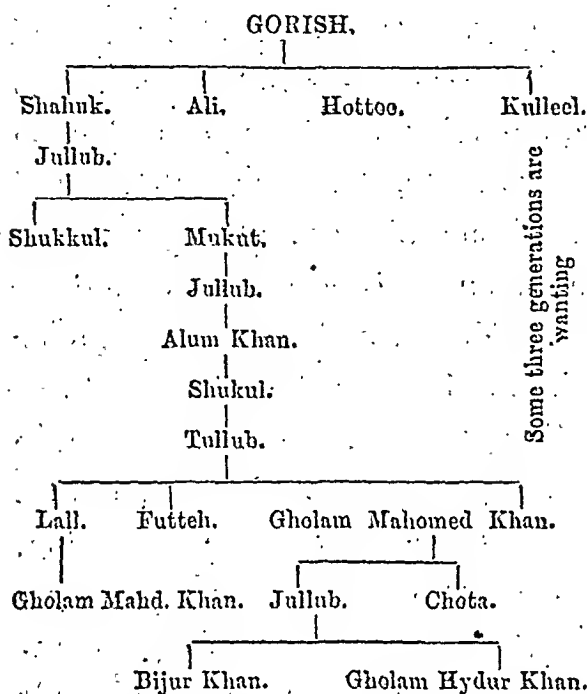 GORISH.
Shahuk. Ali. Hottoo. Kulleel.
Jullub.
Some three generations are
wanting
Shukkul. Mukut.
Jullub.
Alum Khan.
Shukul.
Tullub.
Lall. Futteh. Gholam Mahomed Khan.
Gholam Mahd. Khan. Jullub. Chota.
Bijur Khan. Gholam Hydur Khan.